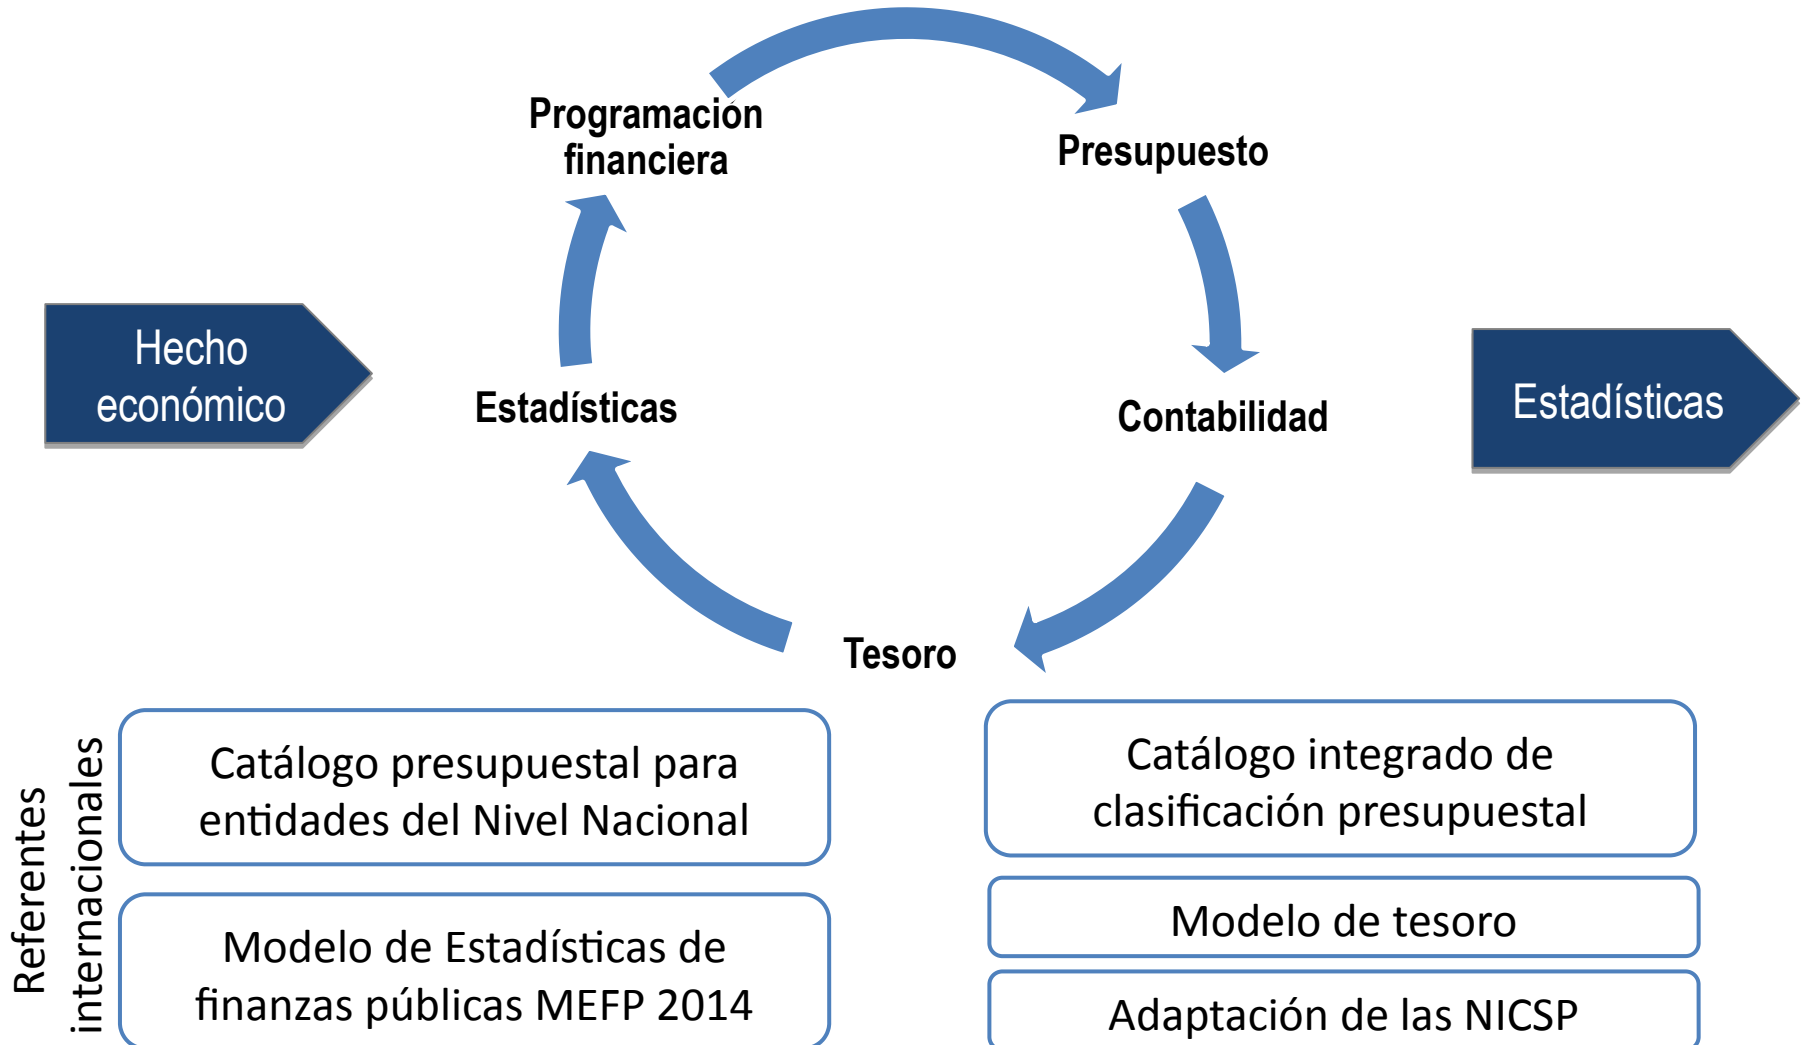 Programación
financiera
Presupuesto
Hecho
económico
Estadísticas
Contabilidad
Estadísticas
Tesoro
Referentes
internacionales
Catálogo presupuestal para
entidades del Nivel Nacional
Catálogo integrado de
clasificación presupuestal
Modelo de Estadísticas de
finanzas públicas MEFP 2014
Modelo de tesoro
Adaptación de las NICSP